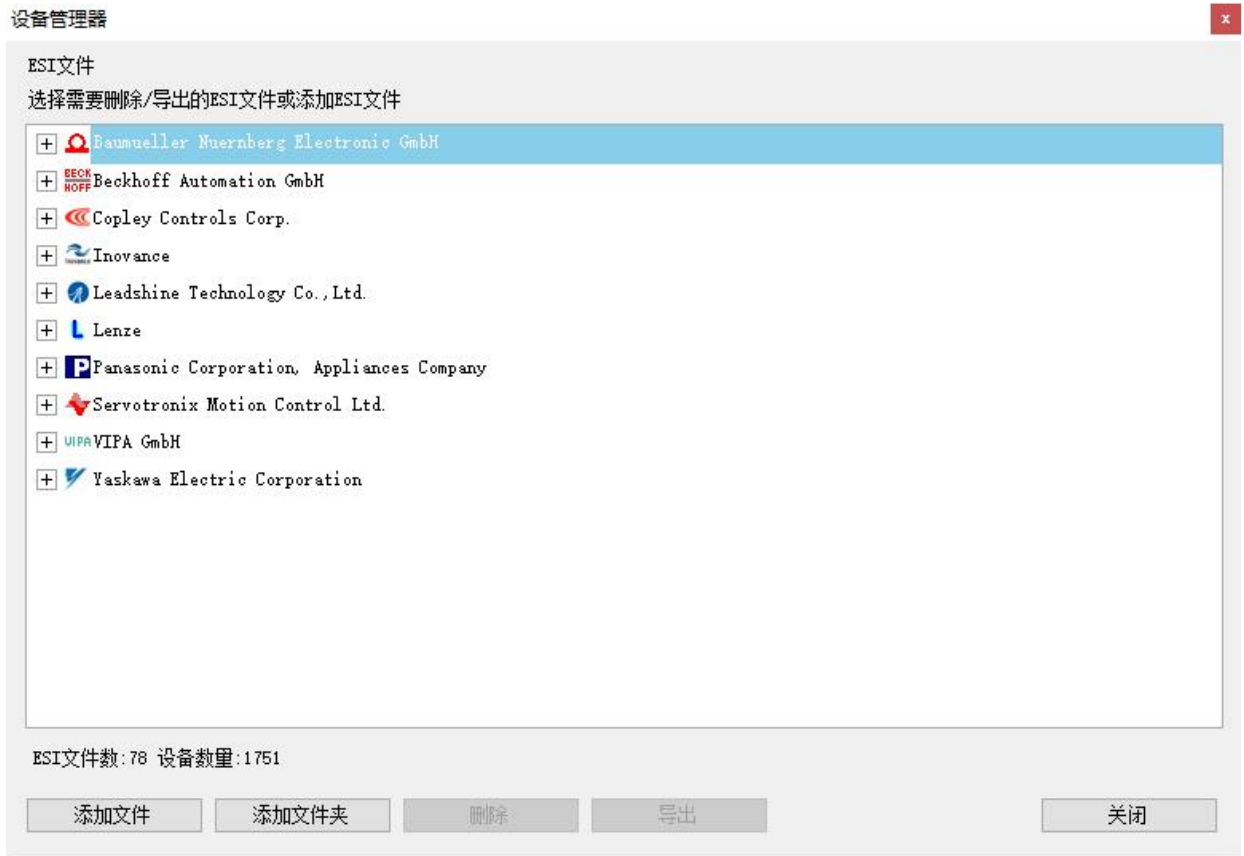 设备管理器
x
ESI文件
选择需要删除/导出的ESI文件或添加ESI文件
Baumueller Nuernberg Electronic GmbH
BECK
HOFF Beckhoff Automation GmbH
Copley Controls Corp.
Inovance
Leadshine Technology Co.,Ltd.
L Lenze
P Panasonic Corporation, Appliances Company
Servotronix Motion Control Ltd.
VIPA VIPA GmbH
Yaskawa Electric Corporation
ESI文件数:78 设备数量:1751
添加文件 添加文件夹 删除 导出 关闭